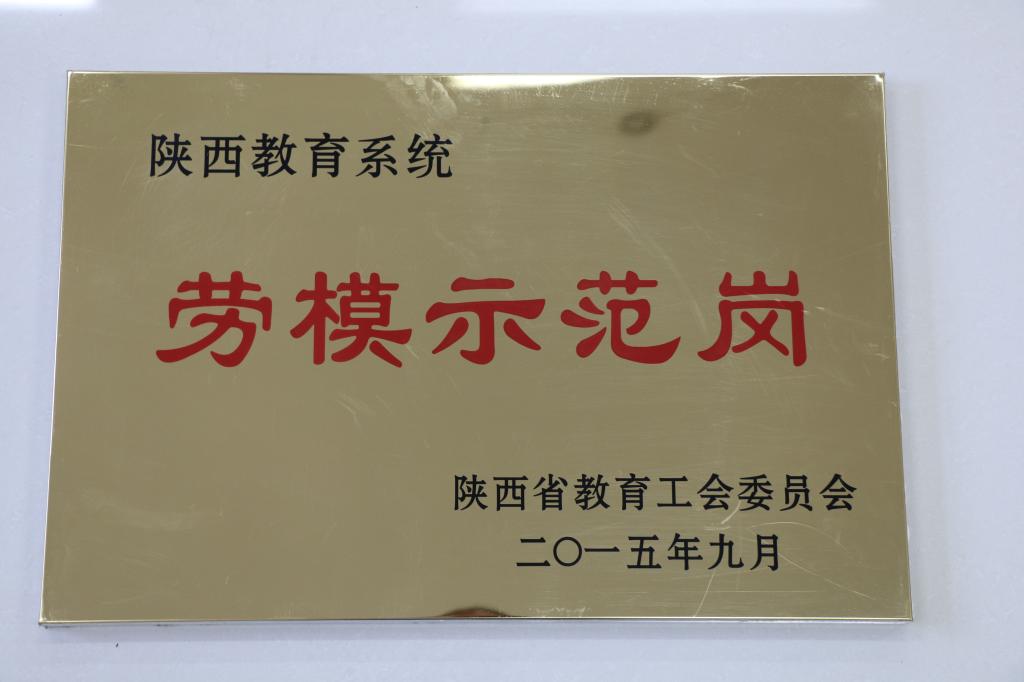 陕西教育系统
劳模示范岗
陕西省教育工会委员会
二〇一五年九月